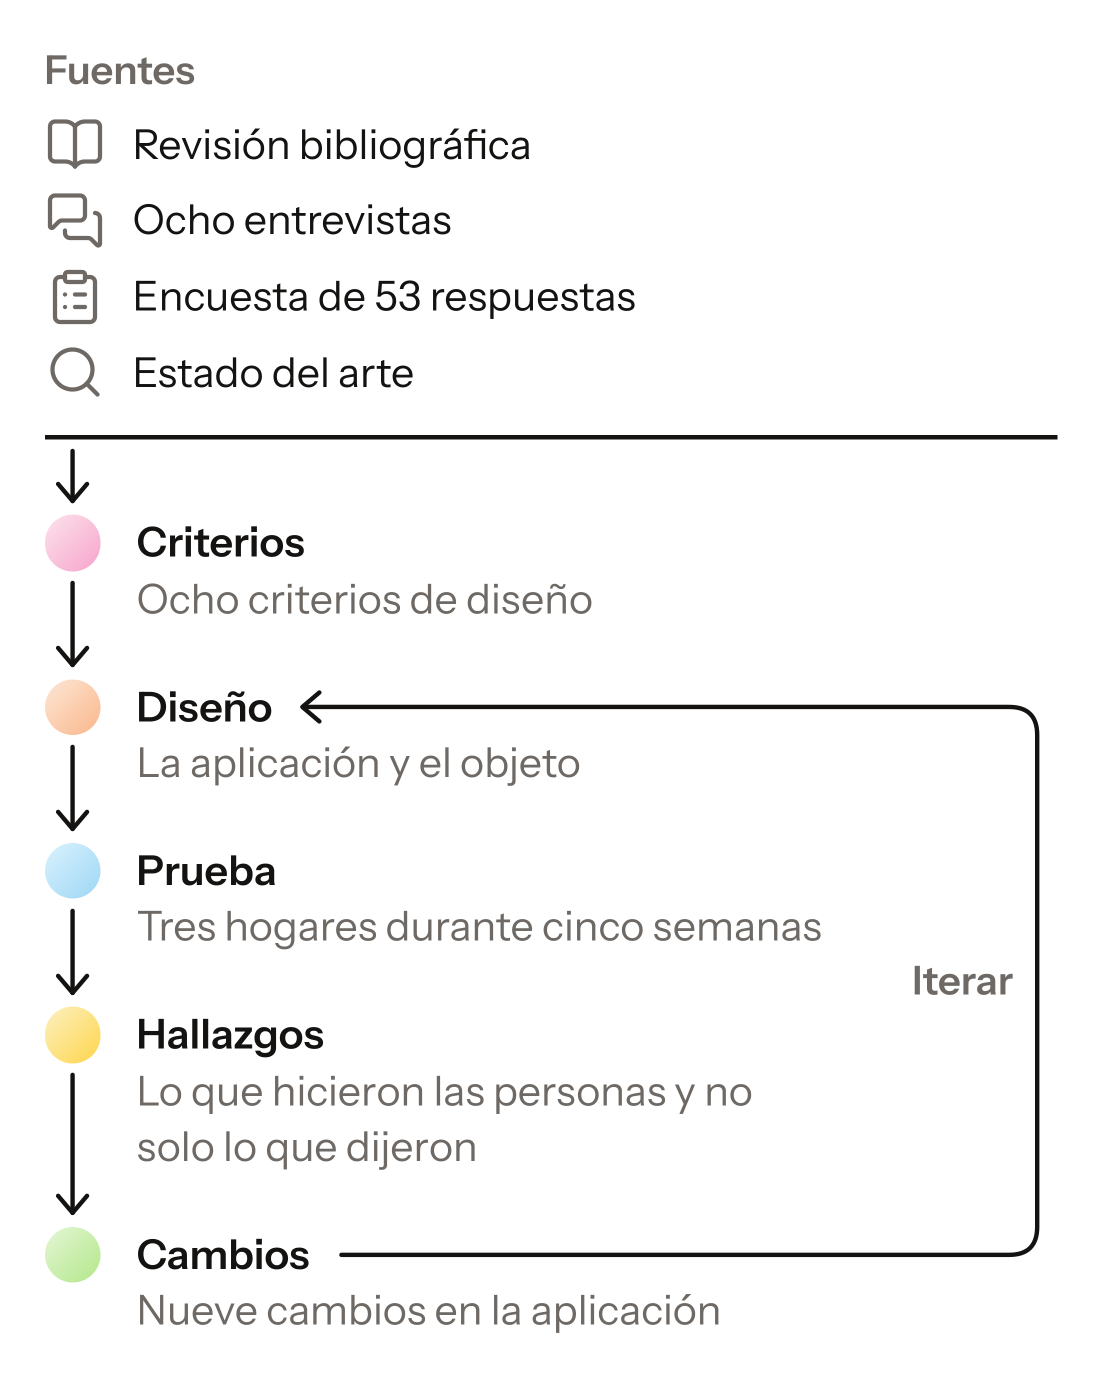 Fuentes
Revisión bibliográfica
Ocho entrevistas
Encuesta de 53 respuestas
Estado del arte
Criterios
Ocho criterios de diseño
Diseño
La aplicación y el objeto
Prueba
Tres hogares durante cinco semanas
Iterar
Hallazgos
Lo que hicieron las personas y no
solo lo que dijeron
Cambios
Nueve cambios en la aplicación